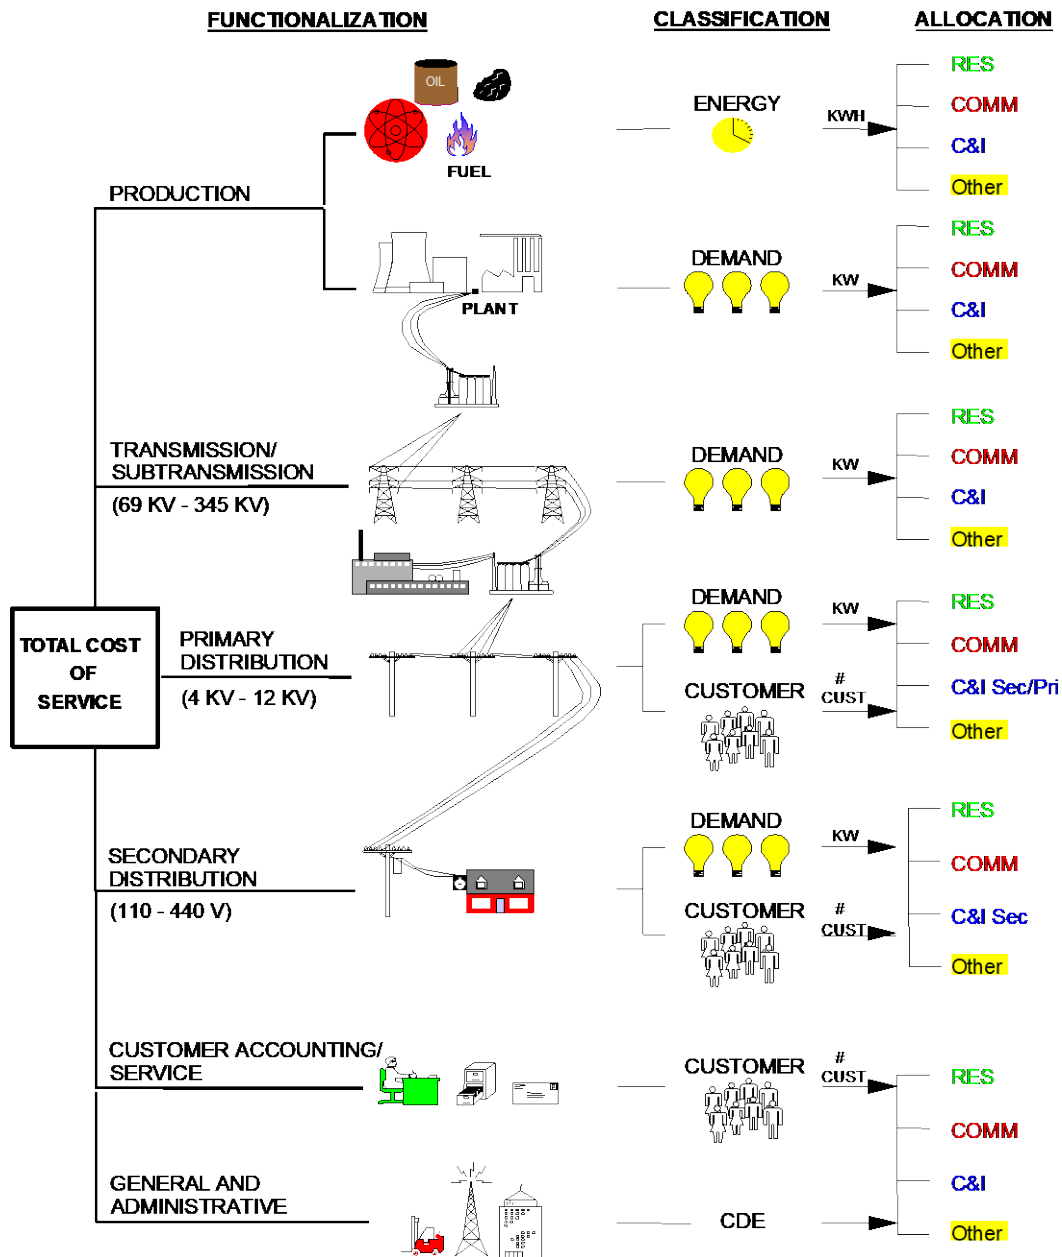 FUNCTIONALIZATION
CLASSIFICATION
ALLOCATION
PRODUCTION
OIL
FUEL
ENERGY
KWH
RES
COMM
C&I
Other
PLANT
DEMAND
KW
RES
COMM
C&I
Other
TRANSMISSION/
SUBTRANSMISSION
(69 KV - 345 KV)
DEMAND
KW
RES
COMM
C&I
Other
TOTAL COST
OF
SERVICE
PRIMARY
DISTRIBUTION
(4 KV - 12 KV)
DEMAND
KW
CUSTOMER
#
CUST
RES
COMM
C&I Sec/Pri
Other
SECONDARY
DISTRIBUTION
(110 - 440 V)
DEMAND
KW
CUSTOMER
#
CUST
RES
COMM
C&I Sec
Other
CUSTOMER ACCOUNTING/
SERVICE
CUSTOMER
#
CUST
GENERAL AND
ADMINISTRATIVE
CDE
RES
COMM
C&I
Other